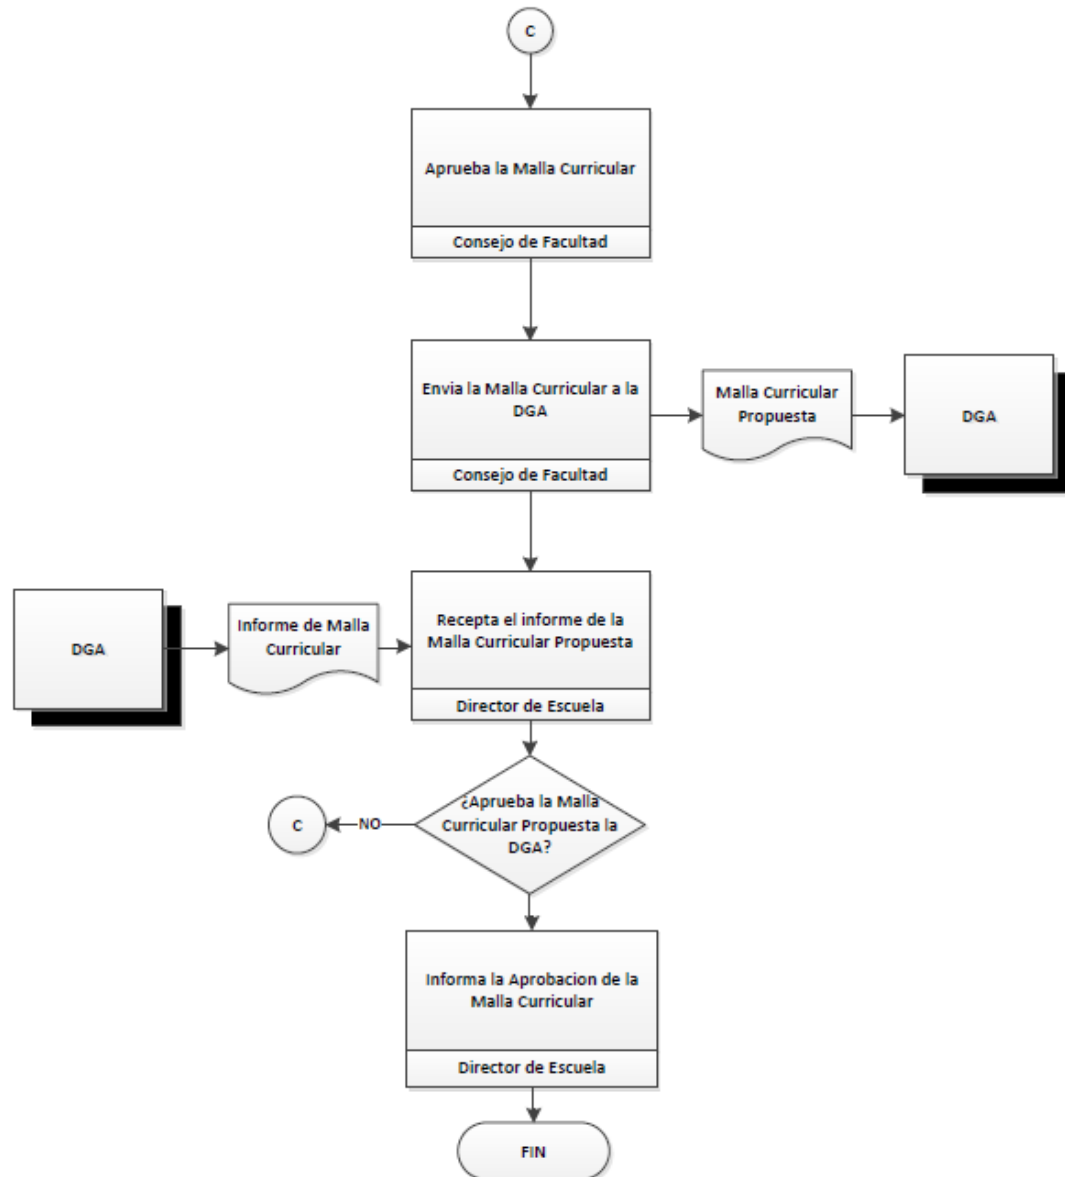 C
Aprueba la Malla Curricular
Consejo de Facultad
Envia la Malla Curricular a la
DGA
Consejo de Facultad
Malla Curricular
Propuesta
DGA
DGA
Informe de Malla
Curricular
Recepta el informe de la
Malla Curricular Propuesta
Director de Escuela
¿Aprueba la Malla
Curricular Propuesta la
DGA?
NO
C
Informa la Aprobacion de la
Malla Curricular
Director de Escuela
FIN